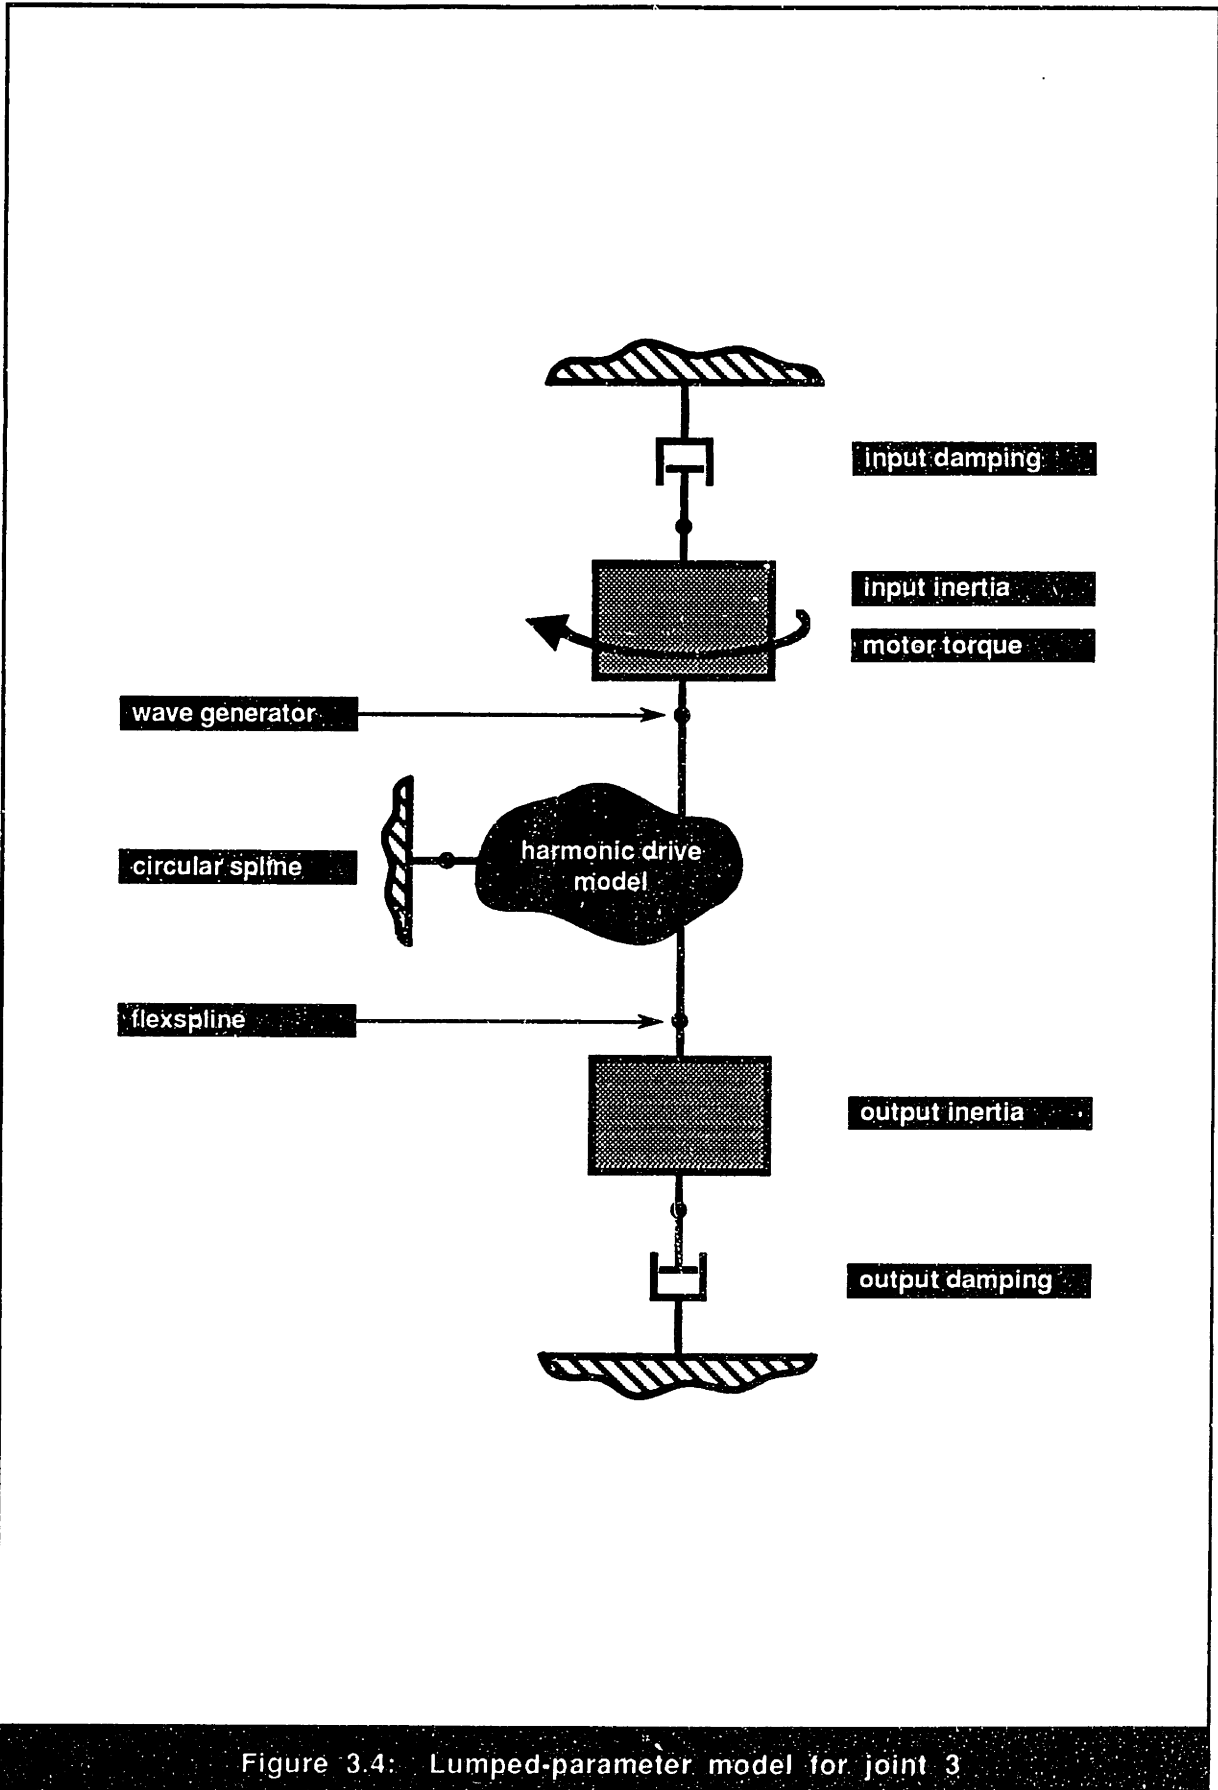 input damping
input inertia
motor torque
wave generator
harmonic drive
model
circular spline
flexspline
output inertia
output damping
Figure 3.4: Lumped-parameter model for joint 3